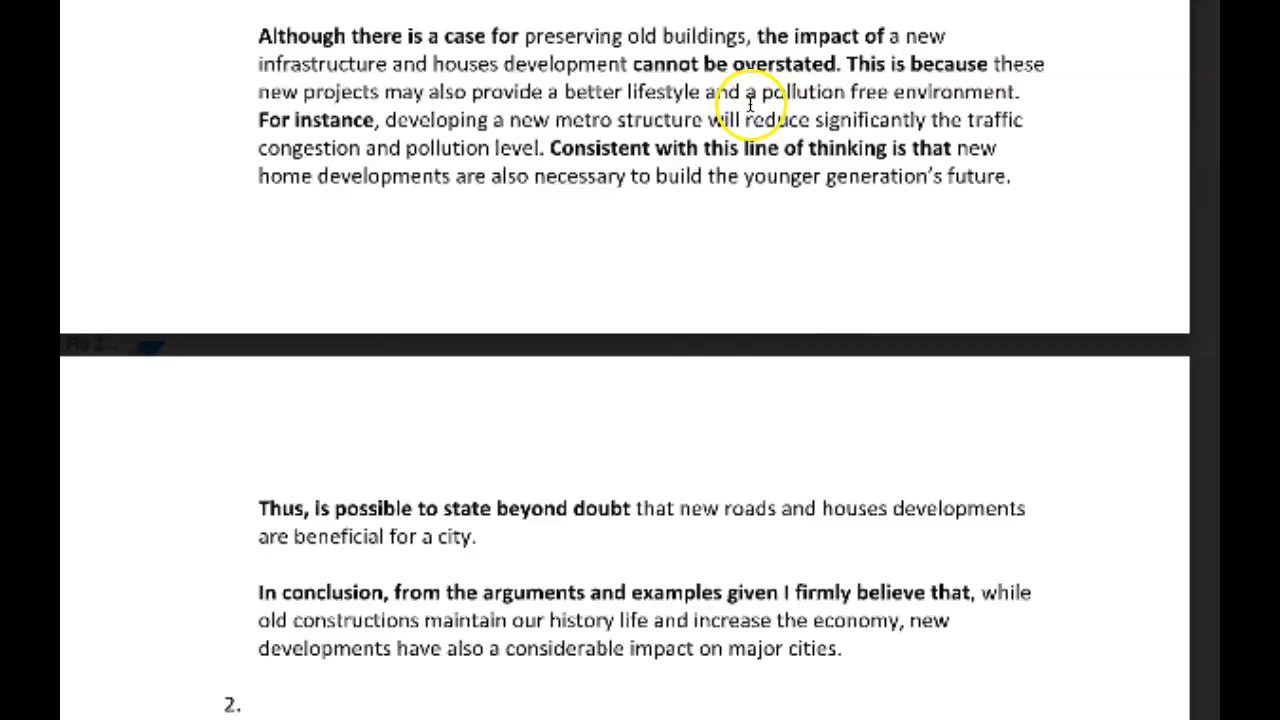 Although there is a case for preserving old buildings, the impact of a new
infrastructure and houses development cannot be overstated. This is because these
new projects may also provide a better lifestyle and a pollution free environment.
For instance, developing a new metro structure will reduce significantly the traffic
congestion and pollution level. Consistent with this line of thinking is that new
home developments are also necessary to build the younger generation's future.
Thus, is possible to state beyond doubt that new roads and houses developments
are beneficial for a city.
In conclusion, from the arguments and examples given I firmly believe that, while
old constructions maintain our history life and increase the economy, new
developments have also a considerable impact on major cities.
2.